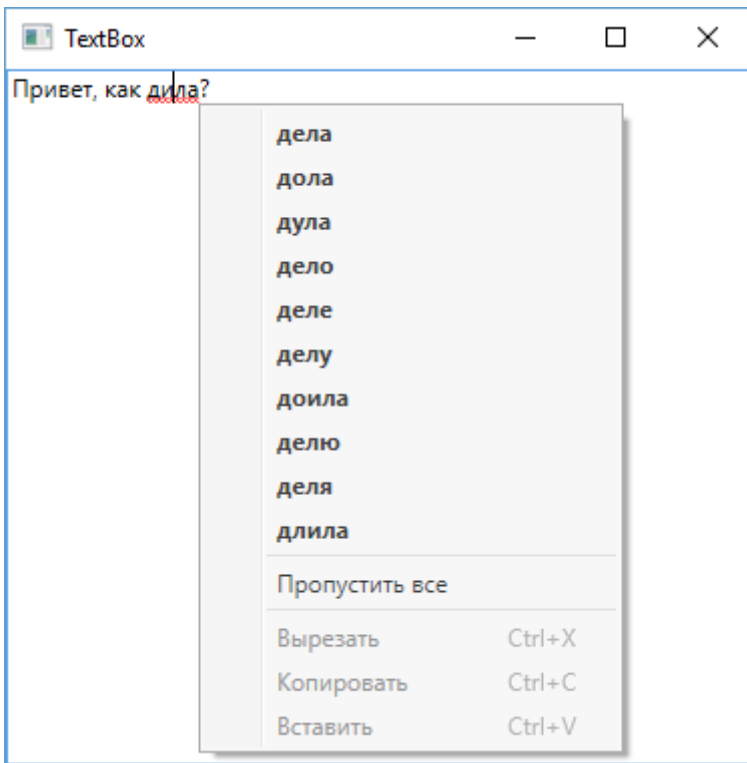 TextBox
Привет, как дила?
дела
дола
дула
дело
деле
делу
доила
делю
деля
длила
Пропустить все
Вырезать Ctrl+X
Копировать Ctrl+C
Вставить Ctrl+V